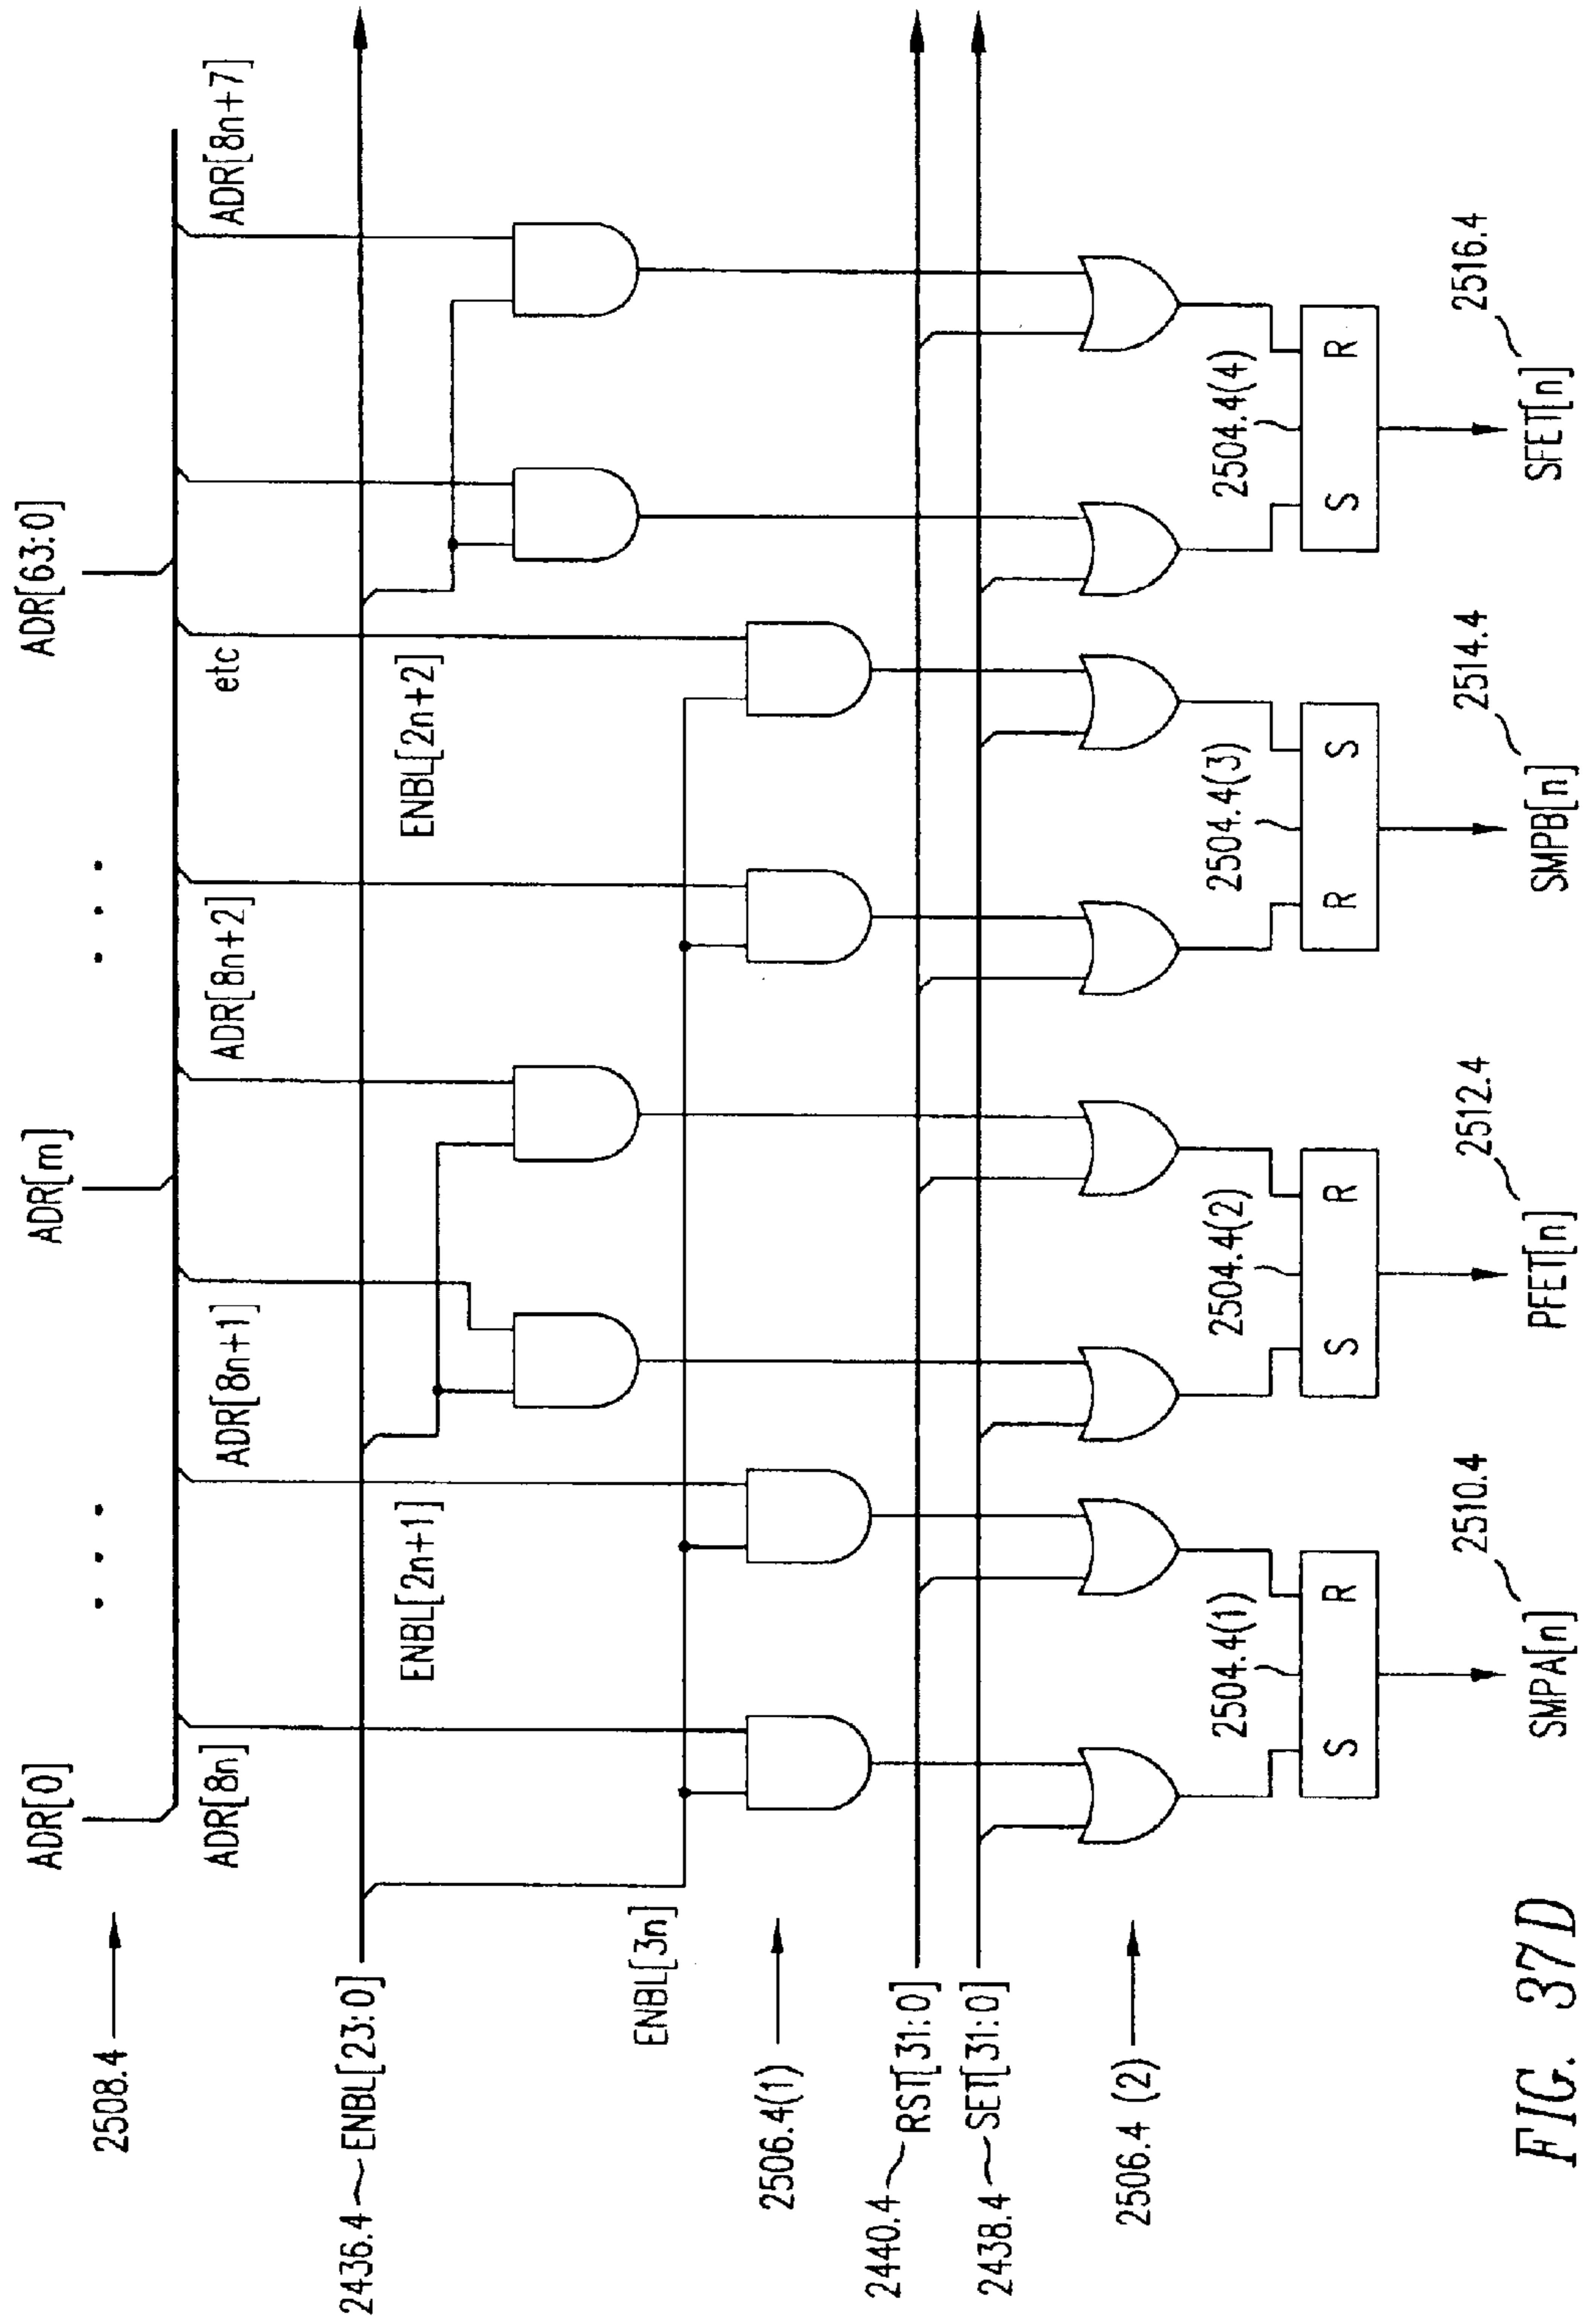 ADR[0]
ADR[m]
ADR[63:0]
2508.4
ADR[8n]
ADR[8n+1]
ADR[8n+2]
etc
ADR[8n+7]
2436.4
ENBL[23:0]
ENBL[2n+1]
ENBL[2n+2]
ENBL[3n]
2506.4(1)
2440.4
RST[31:0]
2438.4
SET[31:0]
2506.4 (2)
2504.4(1)
2504.4(2)
2504.4(3)
2504.4(4)
S R
S R
R S
S R
2510.4
2512.4
2514.4
2516.4
SMPA[n]
PFET[n]
SMPB[n]
SFET[n]
FIG. 37D